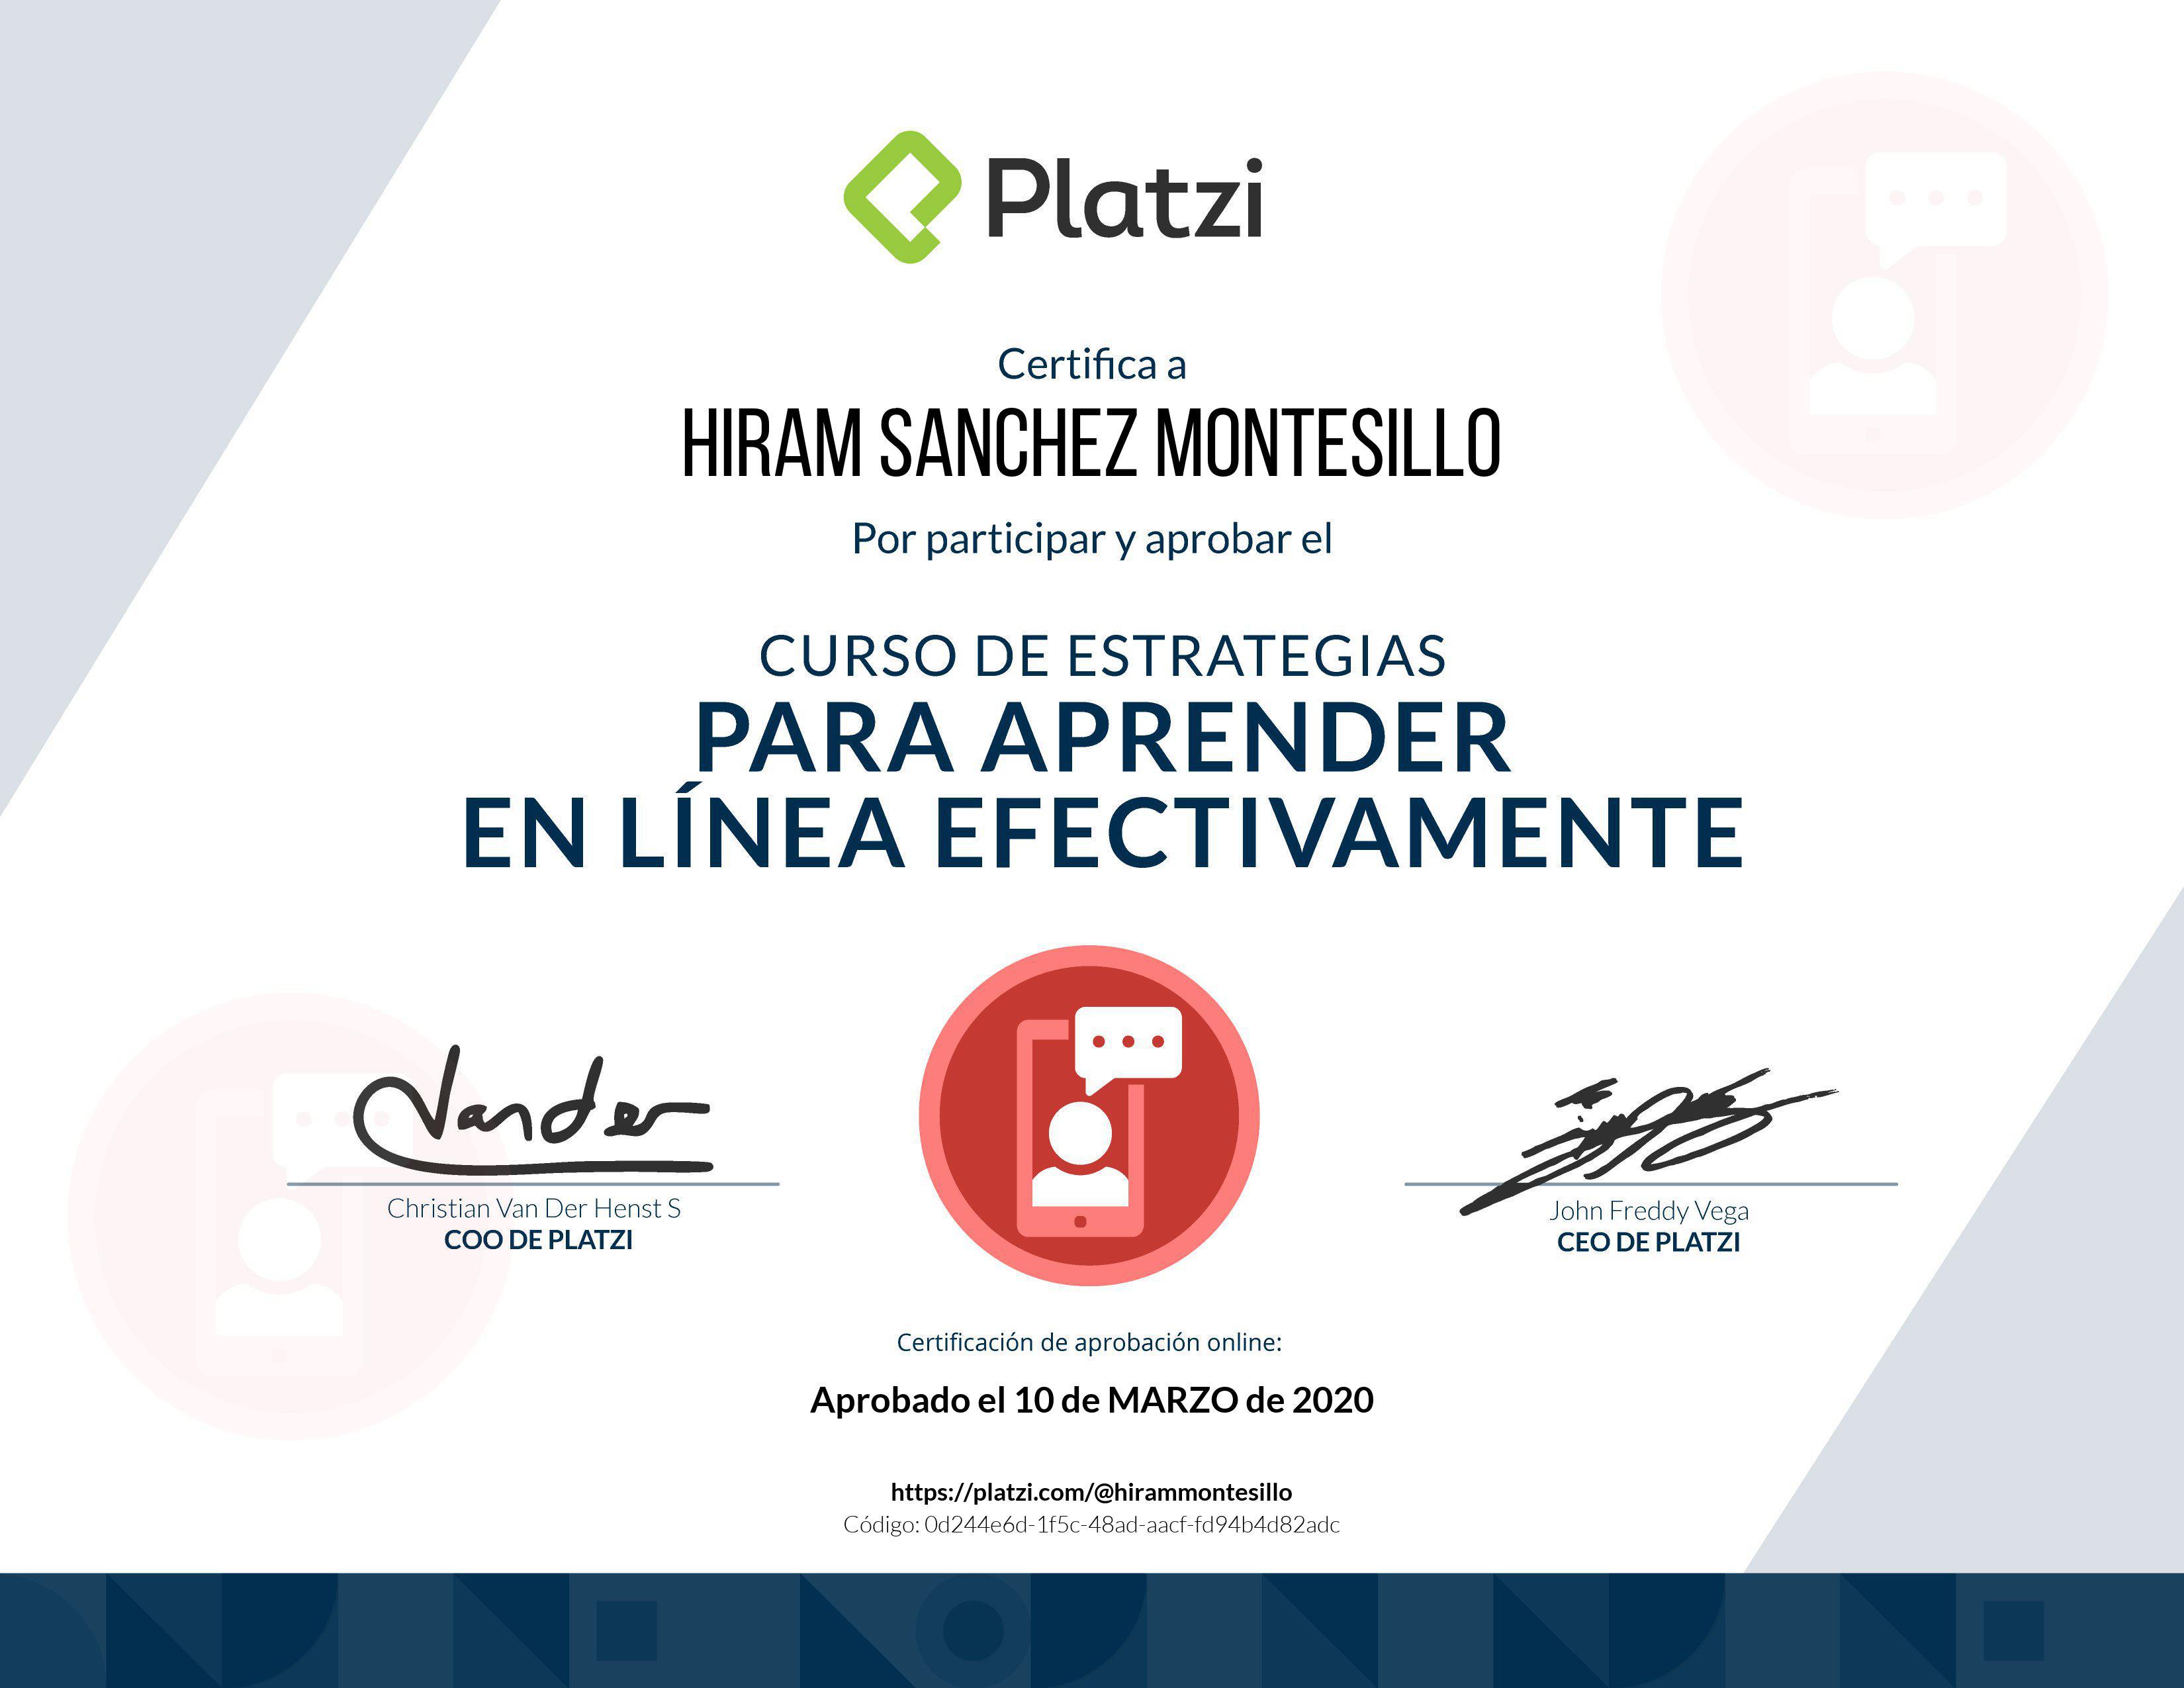 Platzi
Certifica a
HIRAM SANCHEZ MONTESILLO
Por participar y aprobar el
CURSO DE ESTRATEGIAS
PARA APRENDER
EN LÍNEA EFECTIVAMENTE
Vander
Christian Van Der Henst S
COO DE PLATZI
John Freddy Vega
CEO DE PLATZI
Certificación de aprobación online:
Aprobado el 10 de MARZO de 2020
https://platzi.com/@hirammontesillo
Código: 0d244e6d-1f5c-48ad-aacf-fd94b4d82adc